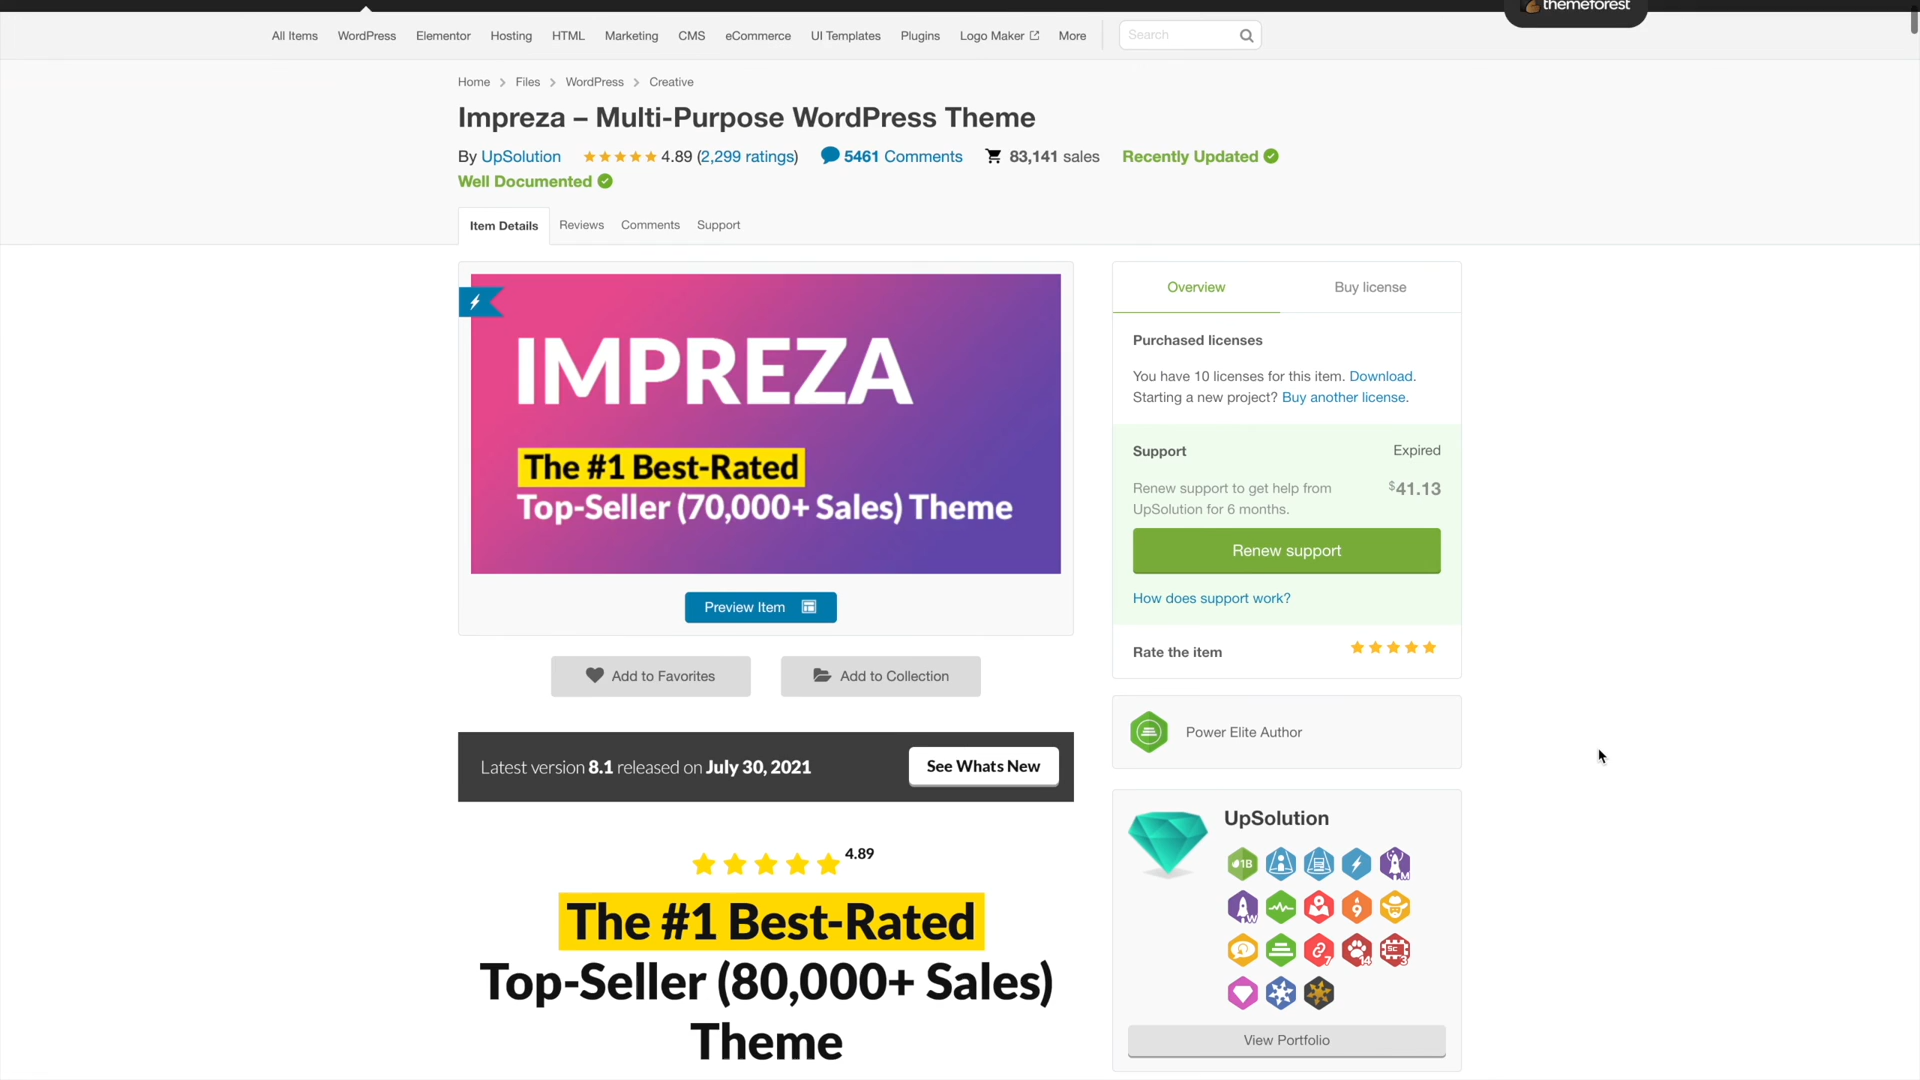 themeforest
All Items WordPress Elementor Hosting HTML Marketing CMS eCommerce UI Templates Plugins Logo Maker More Search
Home Files WordPress Creative
Impreza – Multi-Purpose WordPress Theme
By UpSolution 4.89 (2,299 ratings) 5461 Comments 83,141 sales Recently Updated
Well Documented
Item Details Reviews Comments Support
IMPREZA
The #1 Best-Rated
Top-Seller (70,000+ Sales) Theme
Preview Item
Add to Favorites Add to Collection
Latest version 8.1 released on July 30, 2021 See Whats New
4.89
The #1 Best-Rated
Top-Seller (80,000+ Sales)
Theme
Overview Buy license
Purchased licenses
You have 10 licenses for this item. Download.
Starting a new project? Buy another license.
Support Expired
Renew support to get help from $41.13
UpSolution for 6 months.
Renew support
How does support work?
Rate the item
Power Elite Author
UpSolution
1B M
W 9
7 14 Sc 3
View Portfolio